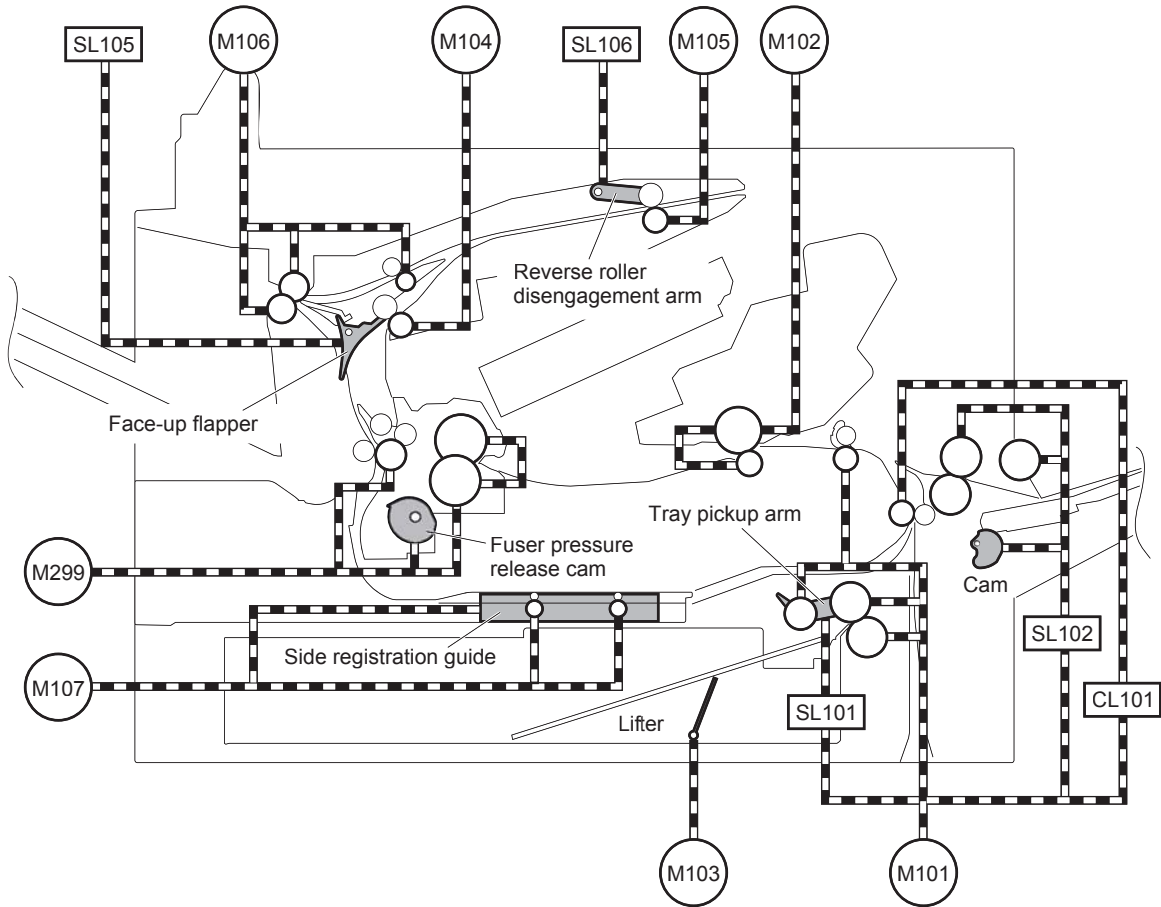 SL105
M106
M104
SL106
M105
M102
Reverse roller
disengagement arm
Face-up flapper
Tray pickup arm
Fuser pressure
release cam
M299
Cam
SL102
Side registration guide
M107
CL101
SL101
Lifter
M103
M101